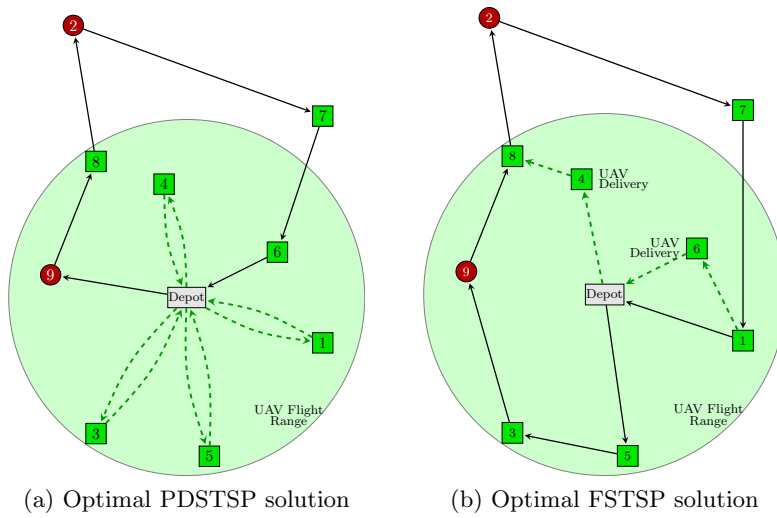 2
7
8
4
6
9
Depot
1
UAV Flight
Range
3
5
(a) Optimal PDSTSP solution
2
7
8
4
UAV
Delivery
UAV
Delivery
6
9
Depot
1
UAV Flight
Range
3
5
(b) Optimal FSTSP solution